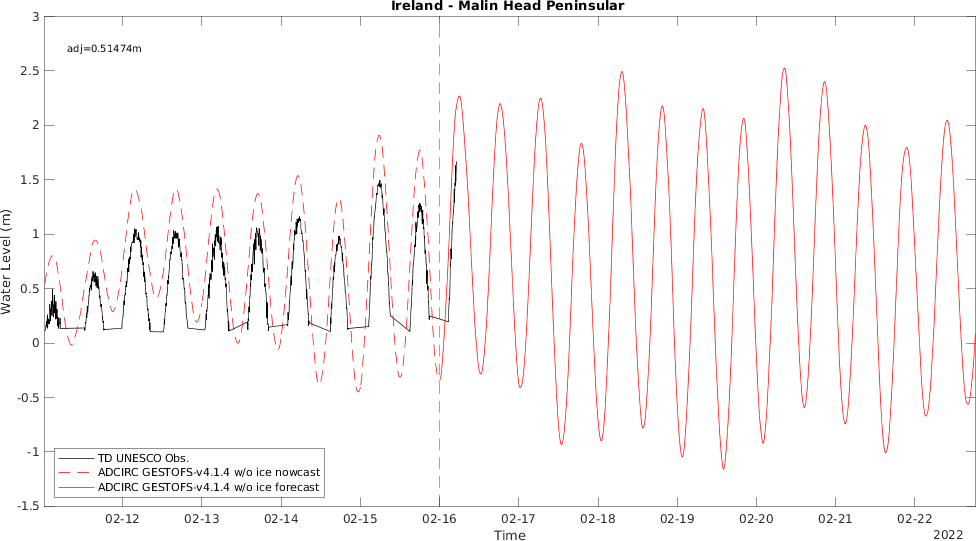 Ireland - Malin Head Peninsular
adj=0.51474m
3
2.5
2
1.5
1
0.5
0
-0.5
-1
-1.5
Water Level (m)
TD UNESCO Obs.
ADCIRC GESTOFS-v4.1.4 w/o ice nowcast
ADCIRC GESTOFS-v4.1.4 w/o ice forecast
02-12 02-13 02-14 02-15 02-16 02-17 02-18 02-19 02-20 02-21 02-22
Time
2022